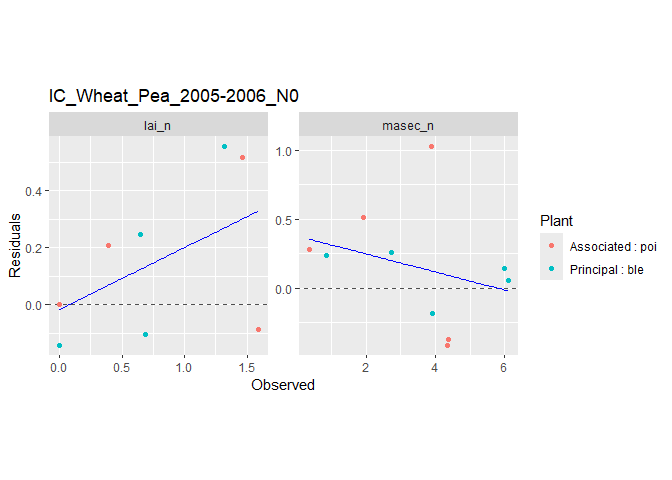 IC_Wheat_Pea_2005-2006_N0
lai_n
masec_n
Residuals
0.4
0.2
0.0
1.0
0.5
0.0
0.0
0.5
1.0
1.5
2
4
6
Observed
Plant
Associated : poi
Principal : ble